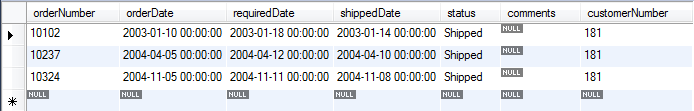 orderNumber orderDate requiredDate shippedDate status comments customerNumber
10102 2003-01-10 00:00:00 2003-01-18 00:00:00 2003-01-14 00:00:00 Shipped NULL 181
10237 2004-04-05 00:00:00 2004-04-12 00:00:00 2004-04-10 00:00:00 Shipped NULL 181
10324 2004-11-05 00:00:00 2004-11-11 00:00:00 2004-11-08 00:00:00 Shipped NULL 181
NULL NULL NULL NULL NULL NULL NULL